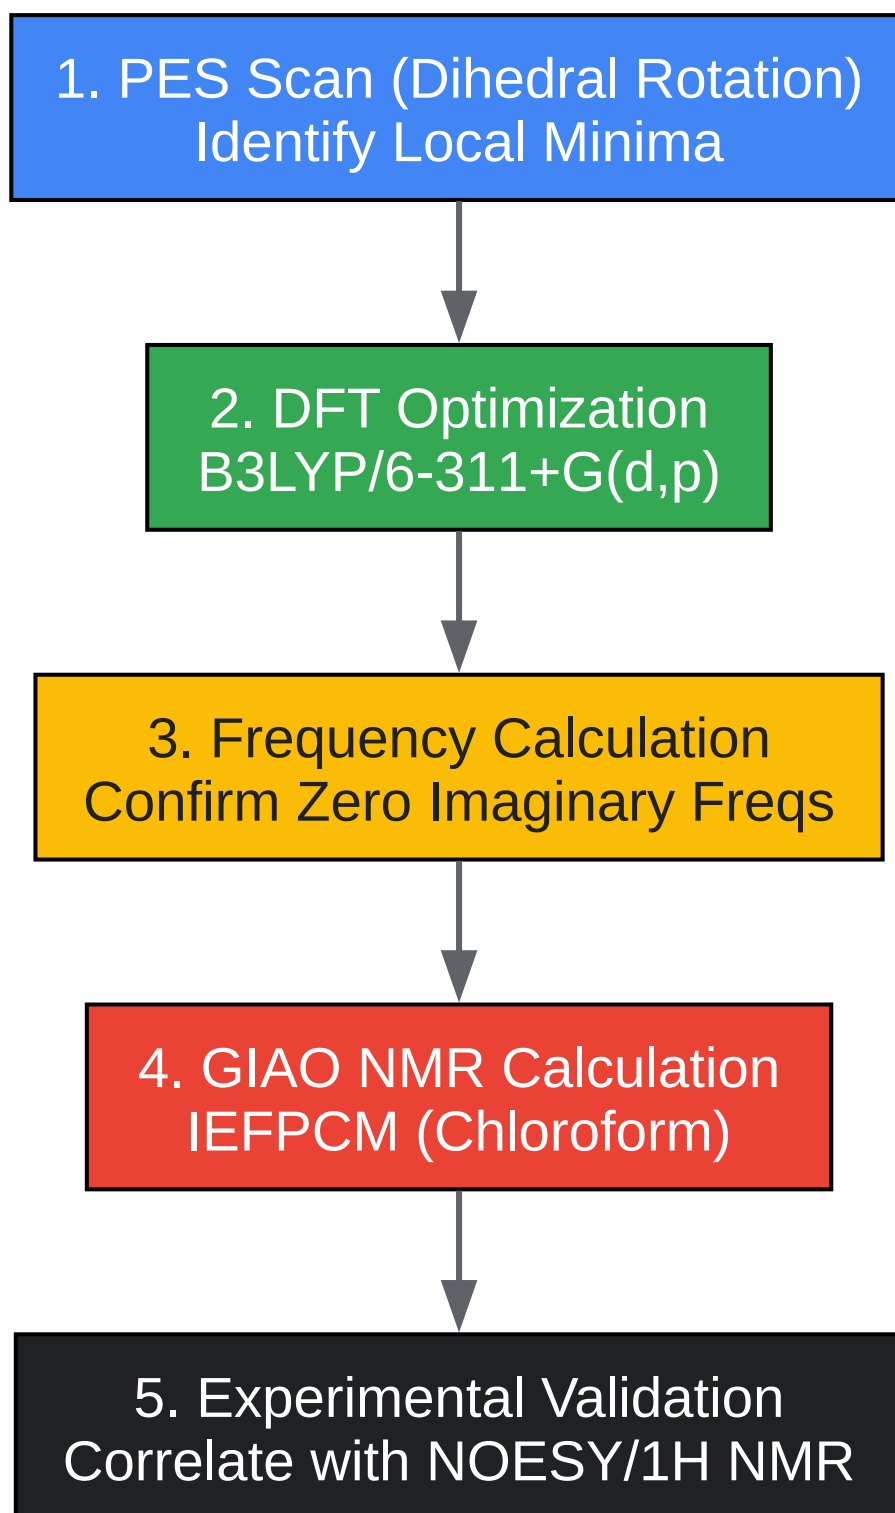 1. PES Scan (Dihedral Rotation)
Identify Local Minima
2. DFT Optimization
B3LYP/6-311+G(d,p)
3. Frequency Calculation
Confirm Zero Imaginary Freqs
4. GIAO NMR Calculation
IEFPCM (Chloroform)
5. Experimental Validation
Correlate with NOESY/1H NMR